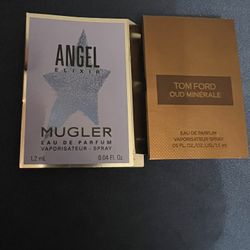 ANGEL
ELIXIR
MUGLER
EAU DE PARFUM
VAPORISATEUR - SPRAY
1.2 mL
0.04 Fl. Oz
TOM FORD
OUD MINÉRALE
EAU DE PARFUM
VAPORISATEUR SPRAY